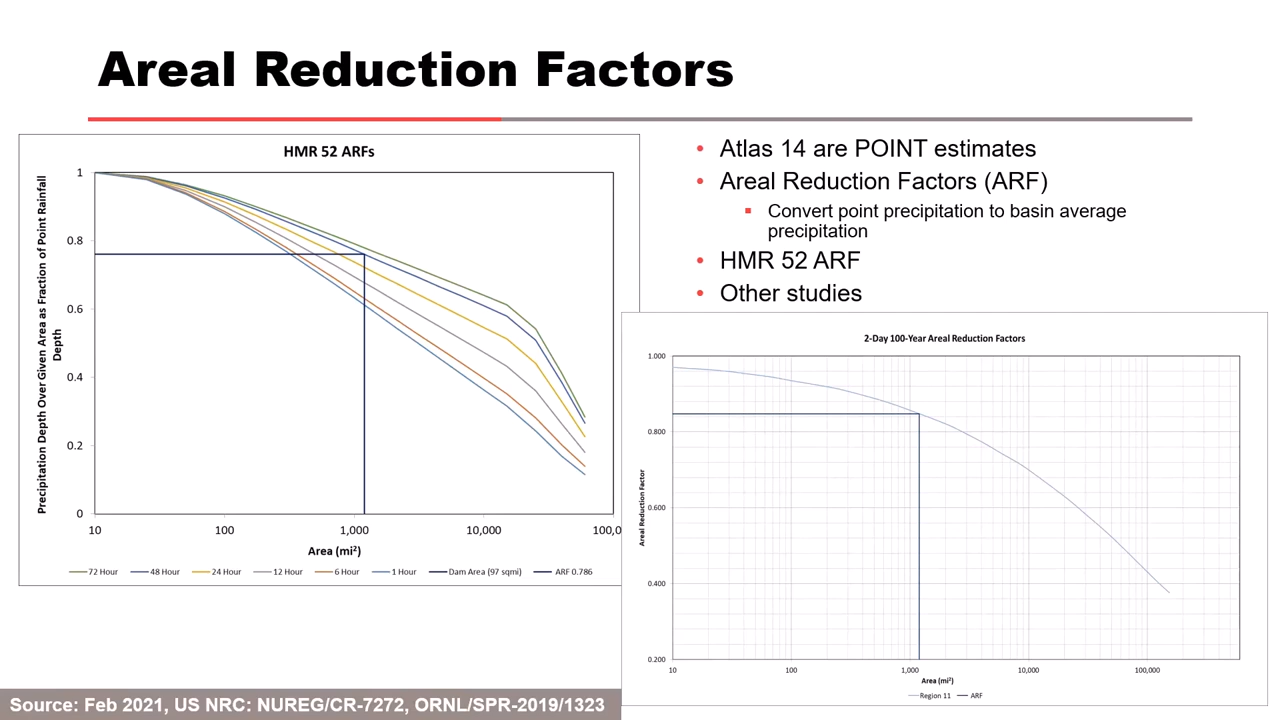 Areal Reduction Factors
HMR 52 ARFs
Precipitation Depth Over Given Area as Fraction of Point Rainfall
Depth
1
0.8
0.6
0.4
0.2
0
10
100
1,000
10,000
100,0
Area (mi²)
72 Hour
48 Hour
24 Hour
12 Hour
6 Hour
1 Hour
Dam Area (97 sqmi)
ARF 0.786
• Atlas 14 are POINT estimates
• Areal Reduction Factors (ARF)
▪ Convert point precipitation to basin average
precipitation
• HMR 52 ARF
• Other studies
2-Day 100-Year Areal Reduction Factors
Areal Reduction Factor
1.000
0.800
0.600
0.400
0.200
10
100
1,000
10,000
100,000
Area (mi²)
Region 11
ARF
Source: Feb 2021, US NRC: NUREG/CR-7272, ORNL/SPR-2019/1323